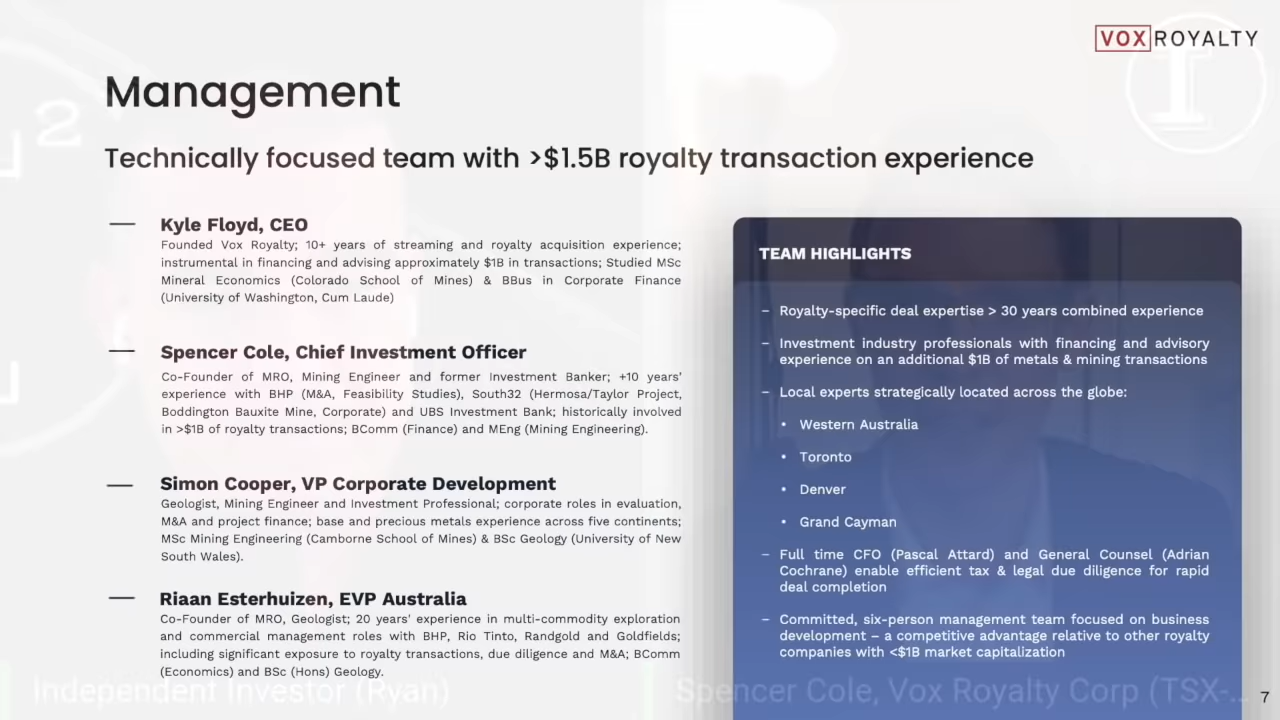 VOX ROYALTY
Management
Technically focused team with >$1.5B royalty transaction experience
— Kyle Floyd, CEO
Founded Vox Royalty; 10+ years of streaming and royalty acquisition experience;
instrumental in financing and advising approximately $1B in transactions; Studied MSc
Mineral Economics (Colorado School of Mines) & BBus in Corporate Finance
(University of Washington, Cum Laude)
— Spencer Cole, Chief Investment Officer
Co-Founder of MRO, Mining Engineer and former Investment Banker; +10 years'
experience with BHP (M&A, Feasibility Studies), South32 (Hermosa/Taylor Project,
Boddington Bauxite Mine, Corporate) and UBS Investment Bank; historically involved
in >$1B of royalty transactions; BComm (Finance) and MEng (Mining Engineering).
— Simon Cooper, VP Corporate Development
Geologist, Mining Engineer and Investment Professional; corporate roles in evaluation,
M&A and project finance; base and precious metals experience across five continents;
MSc Mining Engineering (Camborne School of Mines) & BSc Geology (University of New
South Wales).
— Riaan Esterhuizen, EVP Australia
Co-Founder of MRO, Geologist; 20 years' experience in multi-commodity exploration
and commercial management roles with BHP, Rio Tinto, Randgold and Goldfields;
including significant exposure to royalty transactions, due diligence and M&A; BComm
(Economics) and BSc (Hons) Geology.
TEAM HIGHLIGHTS
– Royalty-specific deal expertise > 30 years combined experience
– Investment industry professionals with financing and advisory
experience on an additional $1B of metals & mining transactions
– Local experts strategically located across the globe:
• Western Australia
• Toronto
• Denver
• Grand Cayman
– Full time CFO (Pascal Attard) and General Counsel (Adrian
Cochrane) enable efficient tax & legal due diligence for rapid
deal completion
– Committed, six-person management team focused on business
development – a competitive advantage relative to other royalty
companies with <$1B market capitalization
Independent Investor (Ryan)
Spencer Cole, Vox Royalty Corp (TSX-...
7